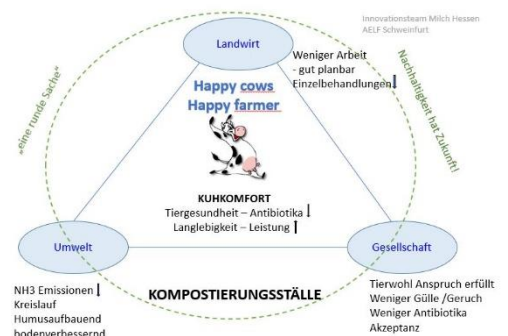 Innovationsteam Milch Hessen
AELF Schweinfurt
Landwirt
Weniger Arbeit
- gut planbar
Einzelbehandlungen
„eine runde Sache“
Nachhaltigkeit hat Zukunft!
Happy cows
Happy farmer
KUHKOMFORT
Tiergesundheit – Antibiotika
Langlebigkeit – Leistung
Umwelt
Gesellschaft
NH3 Emissionen
Kreislauf
Humusaufbauend
bodenverbessernd
KOMPOSTIERUNGSSTÄLLE
Tierwohl Anspruch erfüllt
Weniger Gülle /Geruch
Weniger Antibiotika
Akzeptanz